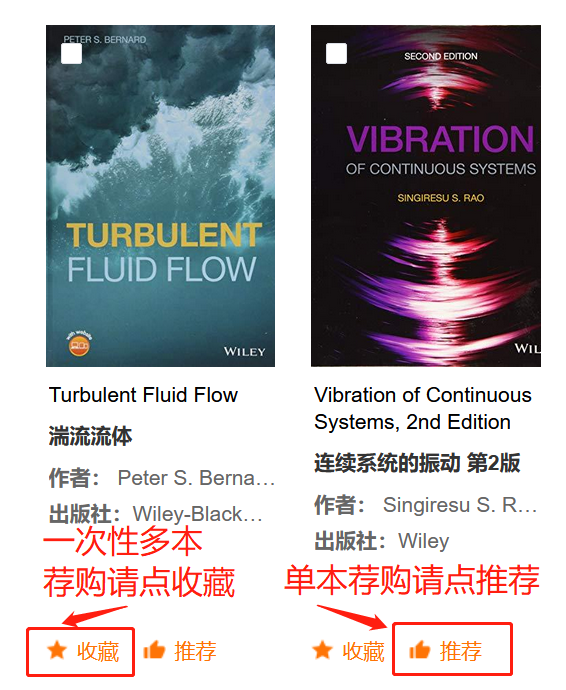 PETER S. BERNARD
TURBULENT
FLUID FLOW
with website
WILEY
SECOND EDITION
VIBRATION
OF CONTINUOUS SYSTEMS
SINGIRESU S. RAO
WIL
Turbulent Fluid Flow
湍流流体
作者： Peter S. Berna...
出版社：Wiley-Black...
Vibration of Continuous
Systems, 2nd Edition
连续系统的振动 第2版
作者： Singiresu S. R...
出版社：Wiley
一次性多本
荐购请点收藏
单本荐购请点推荐
收藏
推荐
收藏
推荐